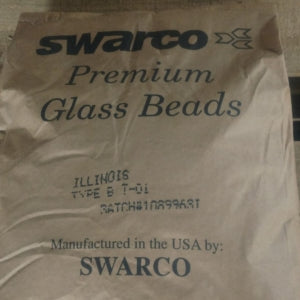 swarco
Premium
Glass Beads
ILLINOIS
TYPE B T-01
BATCH#10899631
Manufactured in the USA by:
SWARCO